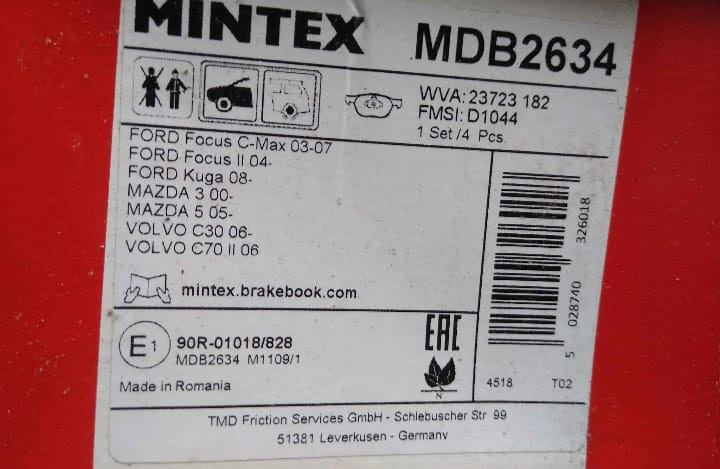 MINTEX MDB2634
WVA: 23723 182
FMSI: D1044
1 Set /4 Pcs
FORD Focus C-Max 03-07
FORD Focus II 04-
FORD Kuga 08-
MAZDA 3 00-
MAZDA 5 05-
VOLVO C30 06-
VOLVO C70 II 06
mintex.brakebook.com
5 028740 326018
E1 90R-01018/828
MDB2634 M1109/1
EAC
N
Made in Romania
4518 T02
TMD Friction Services GmbH - Schlebuscher Str 99
51381 Leverkusen - Germany